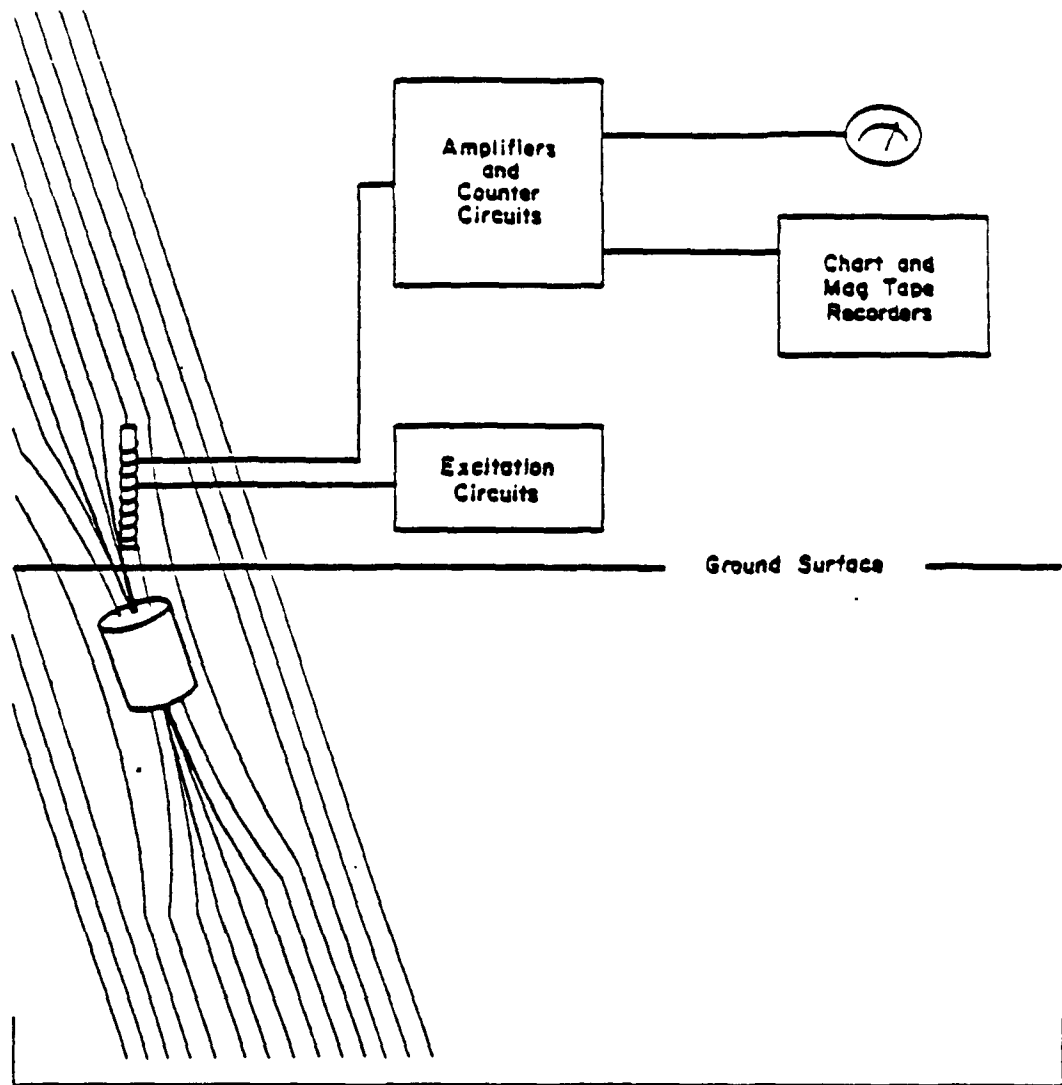 Amplifiers
and
Counter
Circuits
Chart and
Mag Tape
Recorders
Excitation
Circuits
Ground Surface